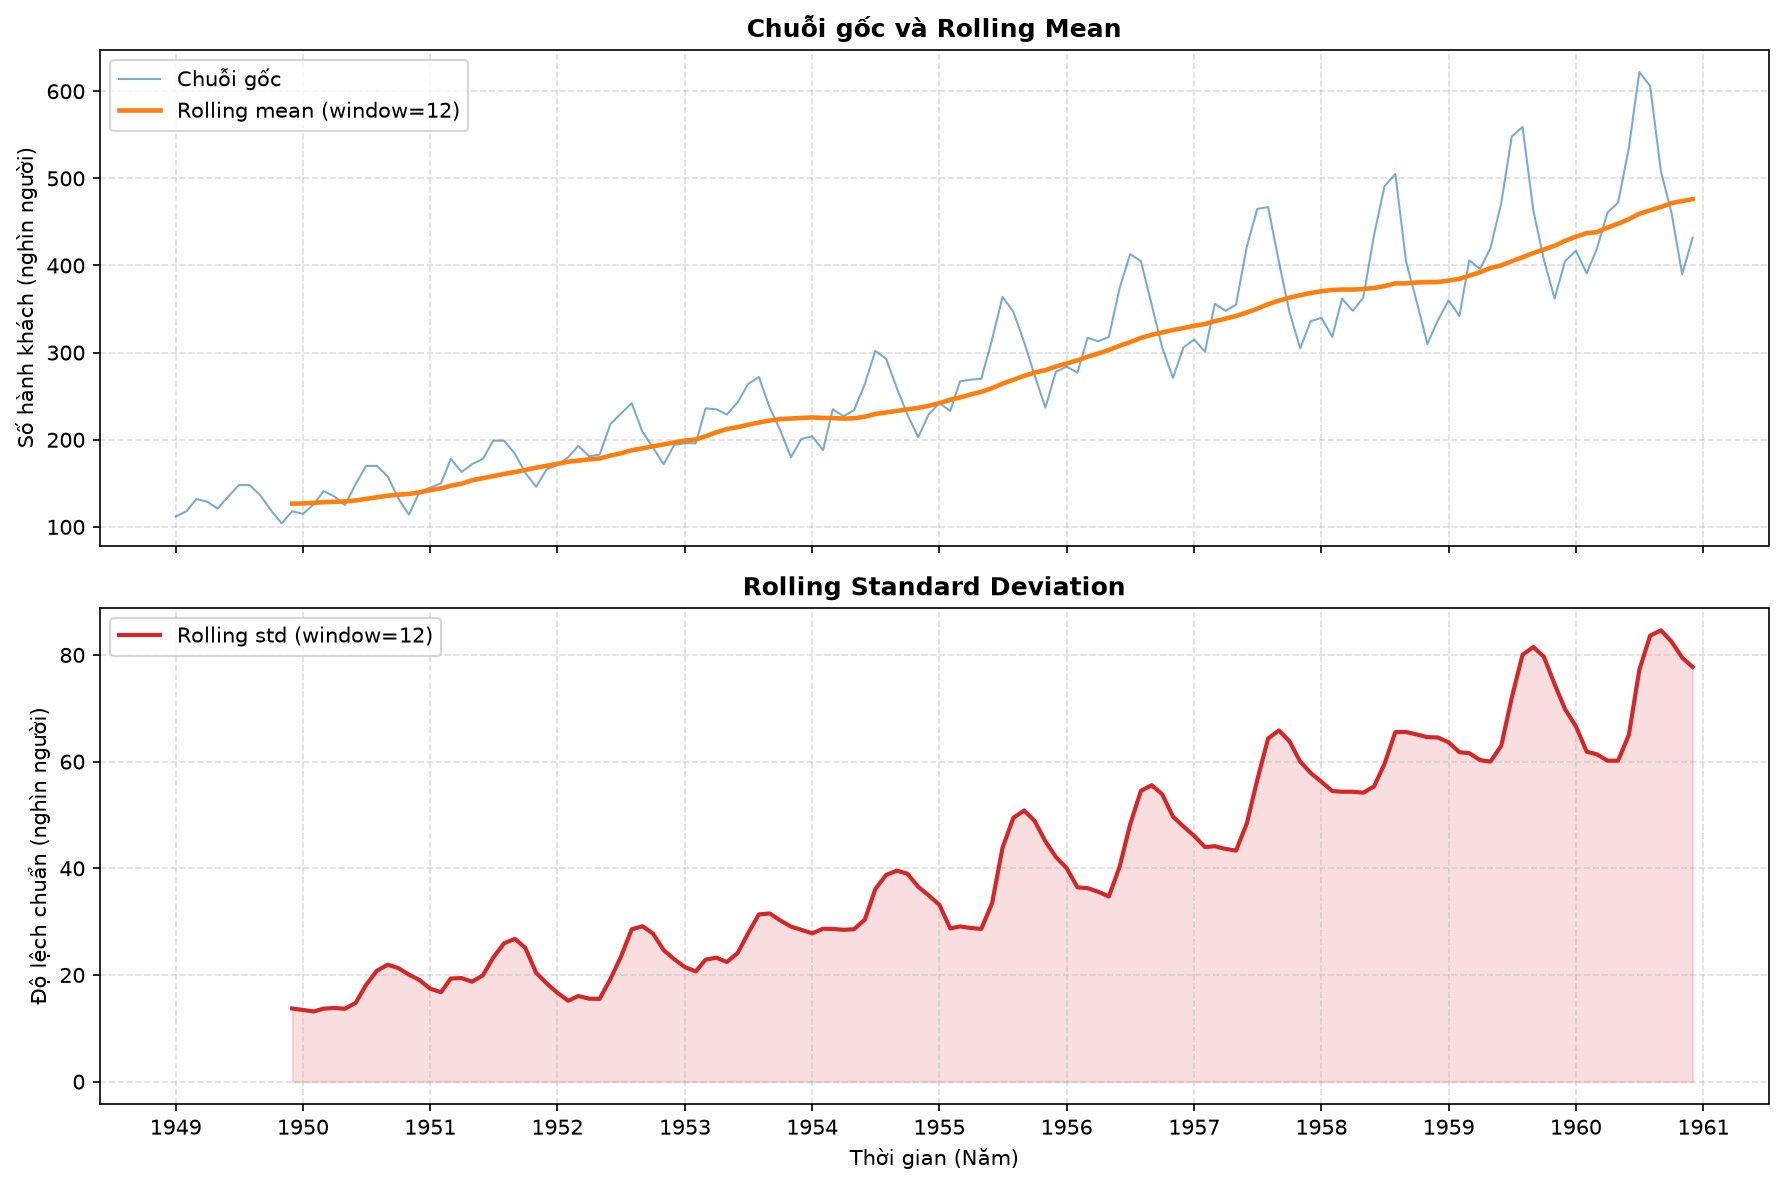 Chuỗi gốc và Rolling Mean
Chuỗi gốc
Rolling mean (window=12)
Số hành khách (nghìn người)
600
500
400
300
200
100
Rolling Standard Deviation
Rolling std (window=12)
Độ lệch chuẩn (nghìn người)
80
60
40
20
0
1949 1950 1951 1952 1953 1954 1955 1956 1957 1958 1959 1960 1961
Thời gian (Năm)